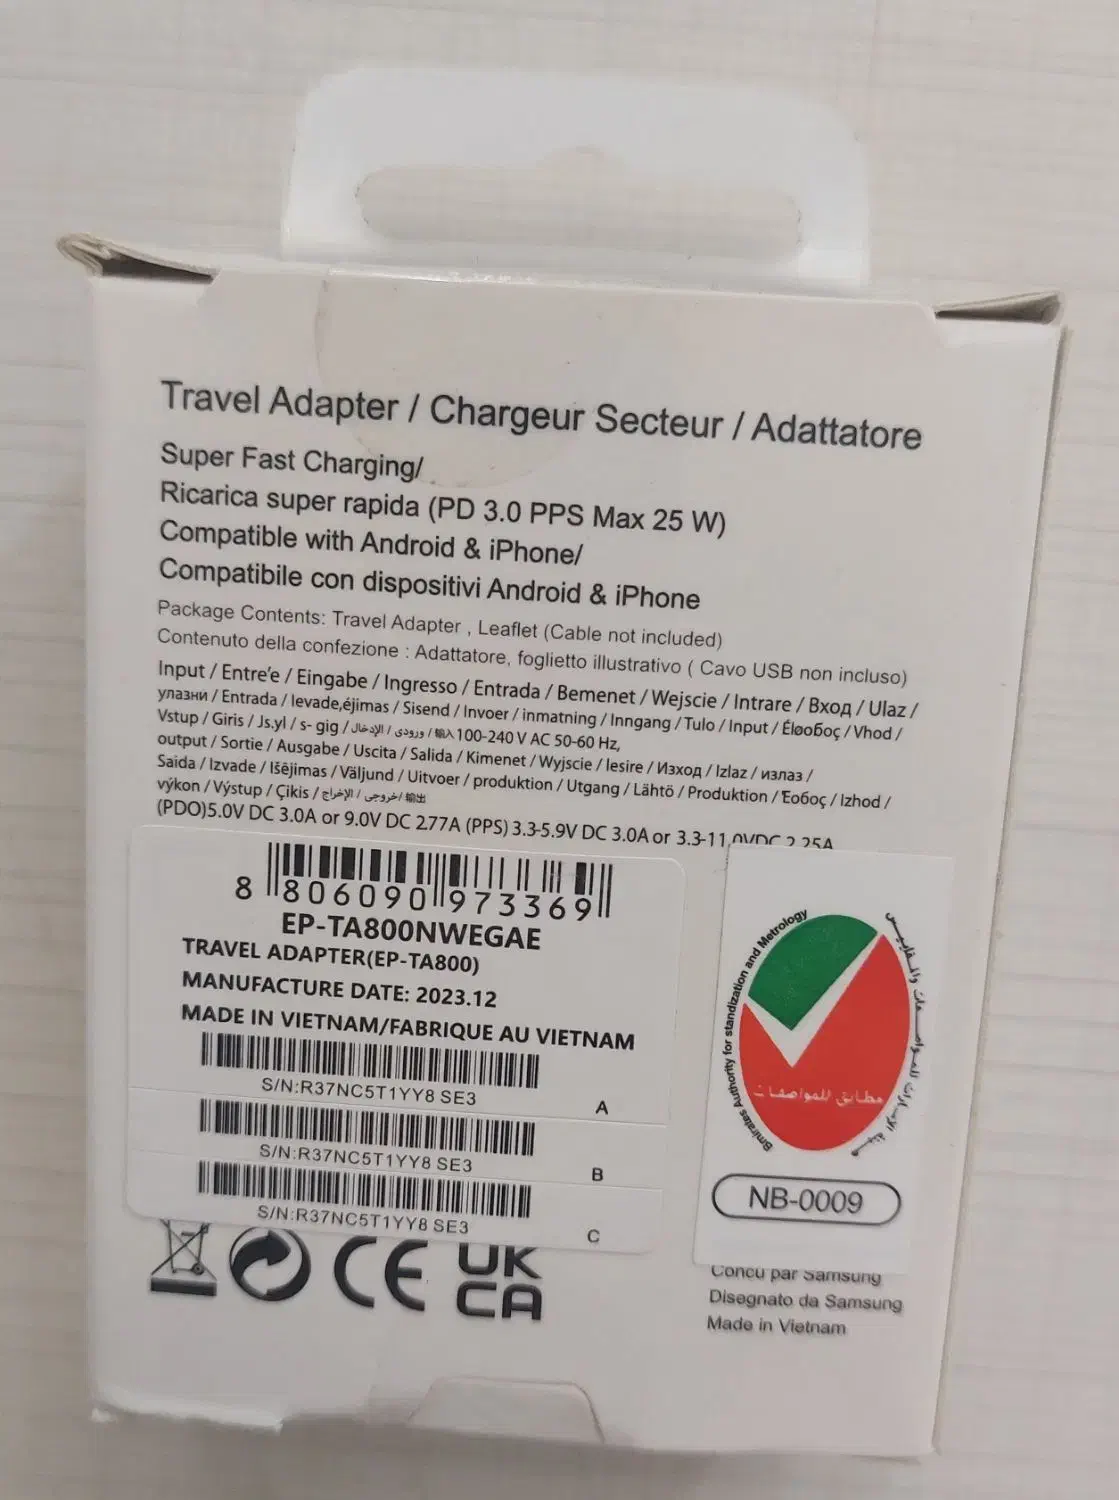 Travel Adapter / Chargeur Secteur / Adattatore
Super Fast Charging/
Ricarica super rapida (PD 3.0 PPS Max 25 W)
Compatible with Android & iPhone/
Compatibile con dispositivi Android & iPhone
Package Contents: Travel Adapter , Leaflet (Cable not included)
Contenuto della confezione : Adattatore, foglietto illustrativo ( Cavo USB non incluso)
Input / Entre'e / Eingabe / Ingresso / Entrada / Bemenet / Wejscie / Intrare / Вход / Ulaz /
улазни / Entrada / Ievade,éjimas / Sisend / Invoer / inmatning / Inngang / Tulo / Input / Έløοβος / Vhod /
Vstup / Giris / Js.yl / s- gig / الإدخال / ورودی / 輸入 100-240 V AC 50-60 Hz,
output / Sortie / Ausgabe / Uscita / Salida / Kimenet / Wyjscie / Iesire / Изход / Izlaz / излаз /
Saida / Izvade / Išėjimas / Väljund / Uitvoer / produktion / Utgang / Lähtö / Produktion / Έοδος / Izhod /
výkon / Výstup / Çikis / الإخراج / خروجی / 輸出
(PDO)5.0V DC 3.0A or 9.0V DC 2.77A (PPS) 3.3-5.9V DC 3.0A or 3.3-11.0VDC 2.25A
8 806090 973369
EP-TA800NWEGAE
TRAVEL ADAPTER(EP-TA800)
MANUFACTURE DATE: 2023.12
MADE IN VIETNAM/FABRIQUE AU VIETNAM
S/N:R37NC5T1YY8 SE3
A
S/N:R37NC5T1YY8 SE3
B
S/N:R37NC5T1YY8 SE3
C
Emirates Authority for standization and Metrology
هيئة الإمارات للمواصفات والمقاييس
مطابق للمواصفات
NB-0009
CE
UK
CA
Concu par Samsung
Disegnato da Samsung
Made in Vietnam